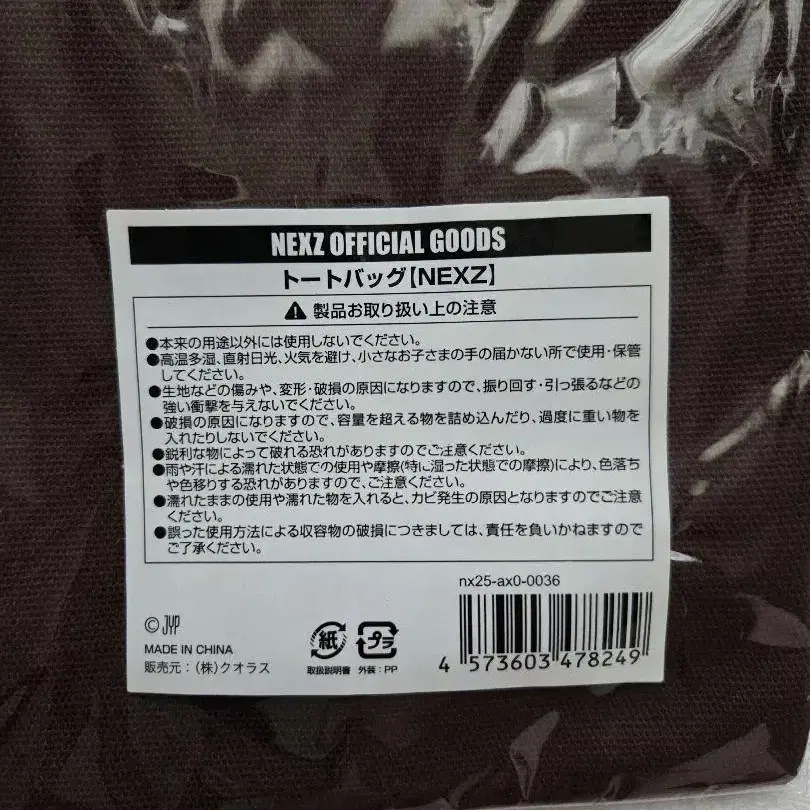 NEXZ OFFICIAL GOODS
トートバッグ【NEXZ】
⚠ 製品お取り扱い上の注意
●本来の用途以外には使用しないでください。
●高温多湿、直射日光、火気を避け、小さなお子さまの手の届かない所で使用・保管
してください。
●生地などの傷みや、変形・破損の原因になりますので、振り回す・引っ張るなどの
強い衝撃を与えないでください。
●破損の原因になりますので、容量を超える物を詰め込んだり、過度に重い物を
入れたりしないでください。
●鋭利な物によって破れる恐れがありますのでご注意ください。
●雨や汗による濡れた状態での使用や摩擦(特に湿った状態での摩擦)により、色落ち
や色移りする恐れがありますので、ご注意ください。
●濡れたままの使用や濡れた物を入れると、カビ発生の原因となりますのでご注意
ください。
●誤った使用方法による収容物の破損につきましては、責任を負いかねますので
ご了承ください。
nx25-ax0-0036
© JYP
MADE IN CHINA
販売元:(株)クオラス
紙
取扱説明書
プラ
外装:PP
4 573603 478249